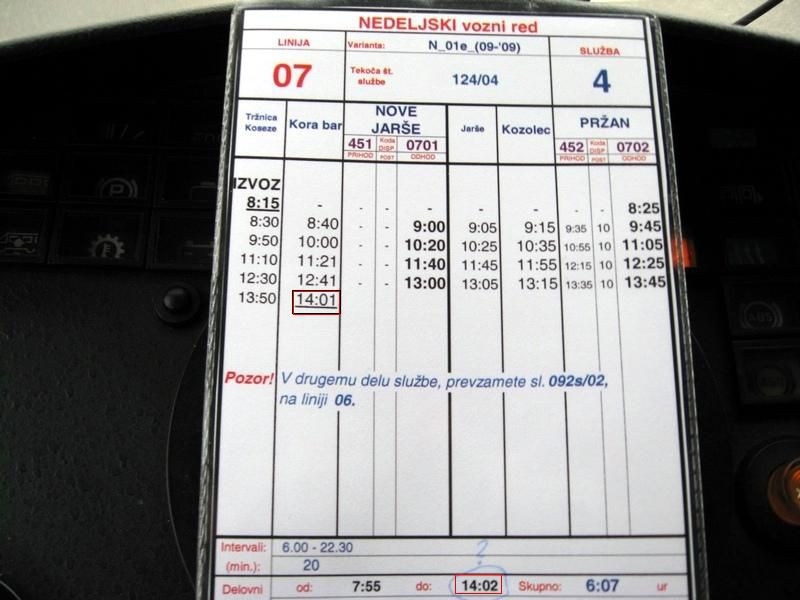 NEDELJSKI vozni red
LINIJA Varianta: N_01e_(09-'09) SLUŽBA
07 Tekoča št. službe 124/04 4
Tržnica Koseze Kora bar NOVE JARŠE Jarše Kozolec PRŽAN
451 Koda DISP. 0701 452 Koda DISP. 0702
PRIHOD POST ODHOD PRIHOD POST ODHOD
IZVOZ
8:15 - - - - - - - - 8:25
8:30 8:40 - - 9:00 9:05 9:15 9:35 10 9:45
9:50 10:00 - - 10:20 10:25 10:35 10:55 10 11:05
11:10 11:21 - - 11:40 11:45 11:55 12:15 10 12:25
12:30 12:41 - - 13:00 13:05 13:15 13:35 10 13:45
13:50 14:01
Pozor! V drugemu delu službe, prevzamete sl. 092s/02,
na liniji 06.
Intervali: 6.00 - 22.30
(min.): 20
?
Delovni od: 7:55 do: 14:02 Skupno: 6:07 ur